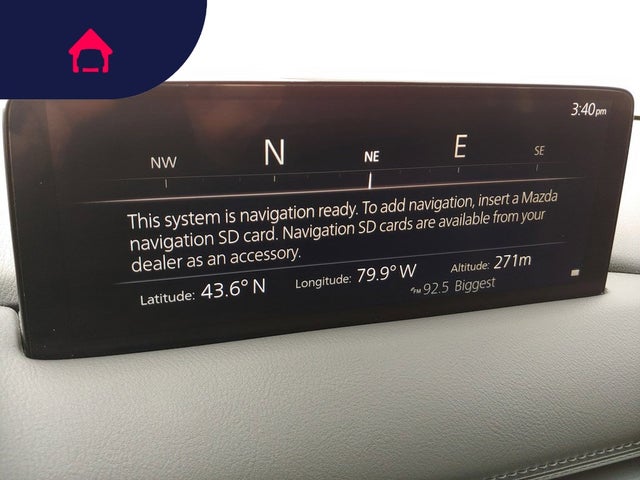 3:40pm
NW N NE E SE
This system is navigation ready. To add navigation, insert a Mazda
navigation SD card. Navigation SD cards are available from your
dealer as an accessory.
Latitude: 43.6° N Longitude: 79.9° W Altitude: 271m
FM 92.5 Biggest